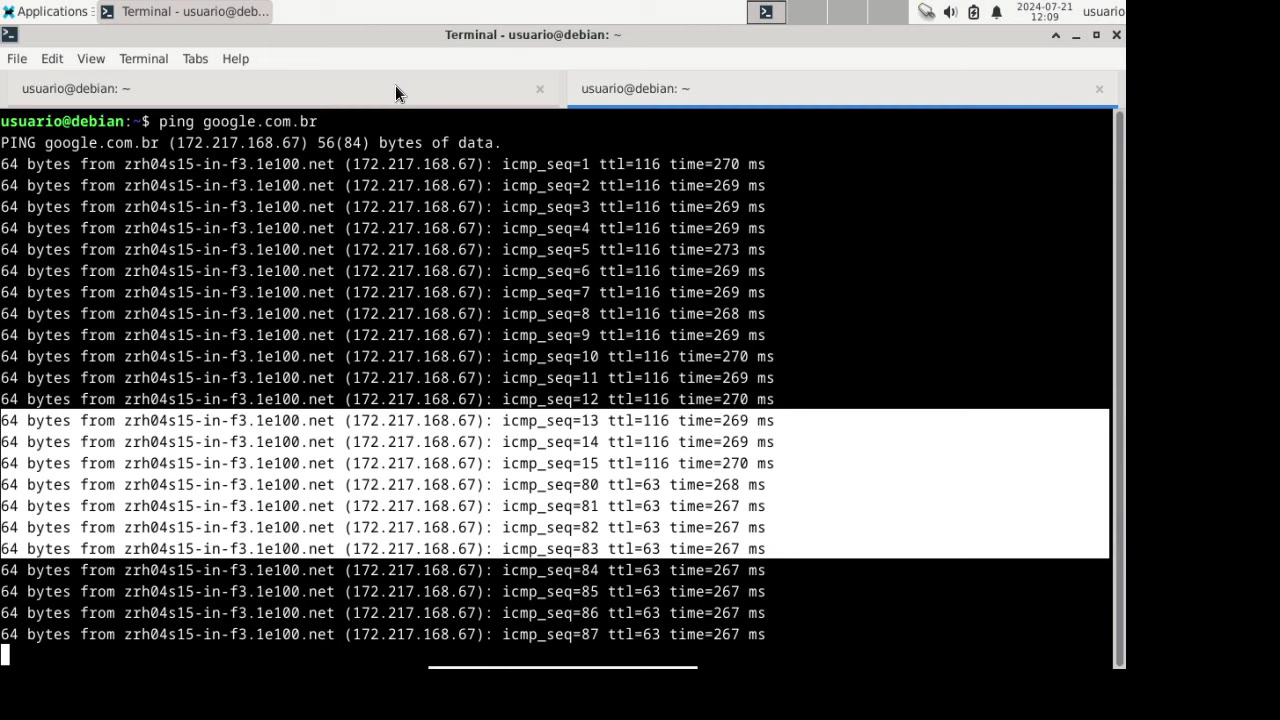 Applications
Terminal - usuario@deb...
2024-07-21
12:09
usuario
Terminal - usuario@debian: ~
File Edit View Terminal Tabs Help
usuario@debian: ~
usuario@debian: ~
usuario@debian:~$ ping google.com.br
PING google.com.br (172.217.168.67) 56(84) bytes of data.
64 bytes from zrh04s15-in-f3.1e100.net (172.217.168.67): icmp_seq=1 ttl=116 time=270 ms
64 bytes from zrh04s15-in-f3.1e100.net (172.217.168.67): icmp_seq=2 ttl=116 time=269 ms
64 bytes from zrh04s15-in-f3.1e100.net (172.217.168.67): icmp_seq=3 ttl=116 time=269 ms
64 bytes from zrh04s15-in-f3.1e100.net (172.217.168.67): icmp_seq=4 ttl=116 time=269 ms
64 bytes from zrh04s15-in-f3.1e100.net (172.217.168.67): icmp_seq=5 ttl=116 time=273 ms
64 bytes from zrh04s15-in-f3.1e100.net (172.217.168.67): icmp_seq=6 ttl=116 time=269 ms
64 bytes from zrh04s15-in-f3.1e100.net (172.217.168.67): icmp_seq=7 ttl=116 time=269 ms
64 bytes from zrh04s15-in-f3.1e100.net (172.217.168.67): icmp_seq=8 ttl=116 time=268 ms
64 bytes from zrh04s15-in-f3.1e100.net (172.217.168.67): icmp_seq=9 ttl=116 time=269 ms
64 bytes from zrh04s15-in-f3.1e100.net (172.217.168.67): icmp_seq=10 ttl=116 time=270 ms
64 bytes from zrh04s15-in-f3.1e100.net (172.217.168.67): icmp_seq=11 ttl=116 time=269 ms
64 bytes from zrh04s15-in-f3.1e100.net (172.217.168.67): icmp_seq=12 ttl=116 time=270 ms
64 bytes from zrh04s15-in-f3.1e100.net (172.217.168.67): icmp_seq=13 ttl=116 time=269 ms
64 bytes from zrh04s15-in-f3.1e100.net (172.217.168.67): icmp_seq=14 ttl=116 time=269 ms
64 bytes from zrh04s15-in-f3.1e100.net (172.217.168.67): icmp_seq=15 ttl=116 time=270 ms
64 bytes from zrh04s15-in-f3.1e100.net (172.217.168.67): icmp_seq=80 ttl=63 time=268 ms
64 bytes from zrh04s15-in-f3.1e100.net (172.217.168.67): icmp_seq=81 ttl=63 time=267 ms
64 bytes from zrh04s15-in-f3.1e100.net (172.217.168.67): icmp_seq=82 ttl=63 time=267 ms
64 bytes from zrh04s15-in-f3.1e100.net (172.217.168.67): icmp_seq=83 ttl=63 time=267 ms
64 bytes from zrh04s15-in-f3.1e100.net (172.217.168.67): icmp_seq=84 ttl=63 time=267 ms
64 bytes from zrh04s15-in-f3.1e100.net (172.217.168.67): icmp_seq=85 ttl=63 time=267 ms
64 bytes from zrh04s15-in-f3.1e100.net (172.217.168.67): icmp_seq=86 ttl=63 time=267 ms
64 bytes from zrh04s15-in-f3.1e100.net (172.217.168.67): icmp_seq=87 ttl=63 time=267 ms